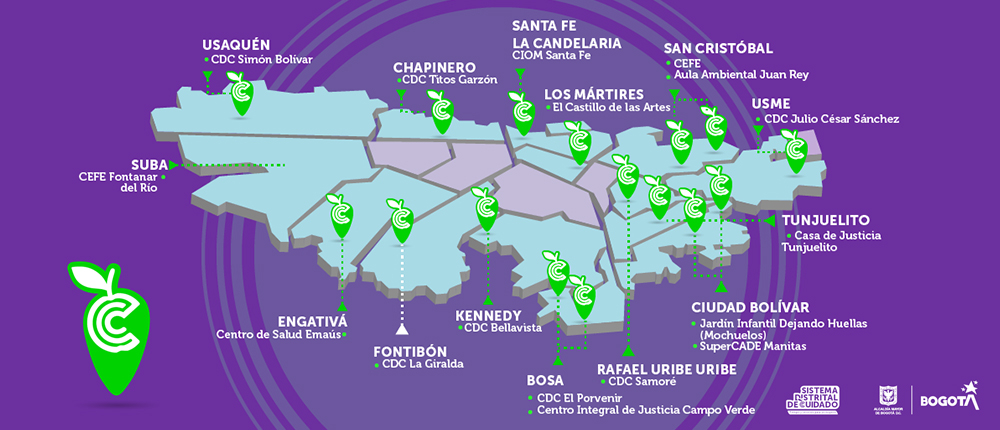 USAQUÉN
CDC Simón Bolívar
CHAPINERO
CDC Titos Garzón
SANTA FE
LA CANDELARIA
CIOM Santa Fe
LOS MÁRTIRES
El Castillo de las Artes
SAN CRISTÓBAL
CEFE
Aula Ambiental Juan Rey
USME
CDC Julio César Sánchez
SUBA
CEFE Fontanar
del Río
TUNJUELITO
Casa de Justicia
Tunjuelito
ENGATIVÁ
Centro de Salud Emaús
FONTIBÓN
CDC La Giralda
KENNEDY
CDC Bellavista
BOSA
CDC El Porvenir
Centro Integral de Justicia Campo Verde
RAFAEL URIBE URIBE
CDC Samoré
CIUDAD BOLÍVAR
Jardín Infantil Dejando Huellas
(Mochuelos)
SuperCADE Manitas
SISTEMA
DISTRITAL
DE CUIDADO
ALCALDÍA MAYOR
DE BOGOTÁ D.C.
BOGOTÁ